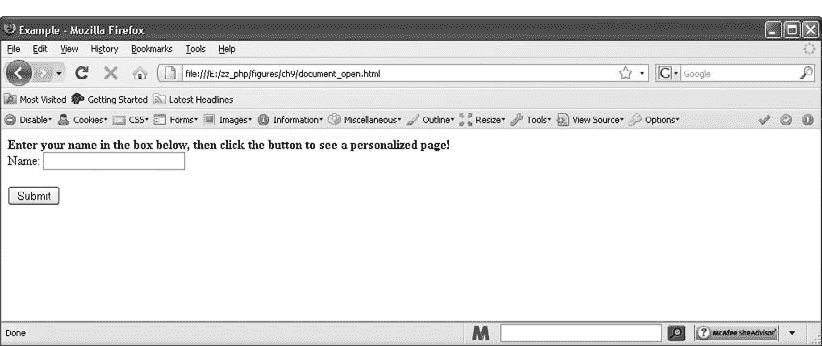 Example - Mozilla Firefox
File Edit View History Bookmarks Tools Help
file:///E:/zz_php/figures/ch9/document_open.html G Google
Most Visited Getting Started Latest Headlines
Disable Cookies CSS Forms Images Information Miscellaneous Outline Resize Tools View Source Options
Enter your name in the box below, then click the button to see a personalized page!
Name:
Submit
Done M ? McAfee SiteAdvisor